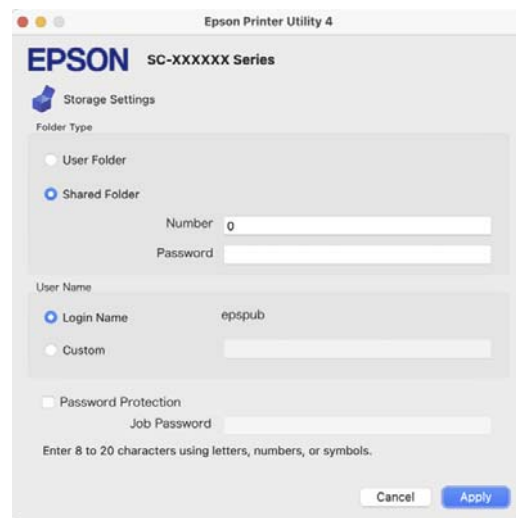 Epson Printer Utility 4
EPSON SC-XXXXXX Series
Storage Settings
Folder Type
User Folder
Shared Folder
Number 0
Password
User Name
Login Name epspub
Custom
Password Protection
Job Password
Enter 8 to 20 characters using letters, numbers, or symbols.
Cancel Apply